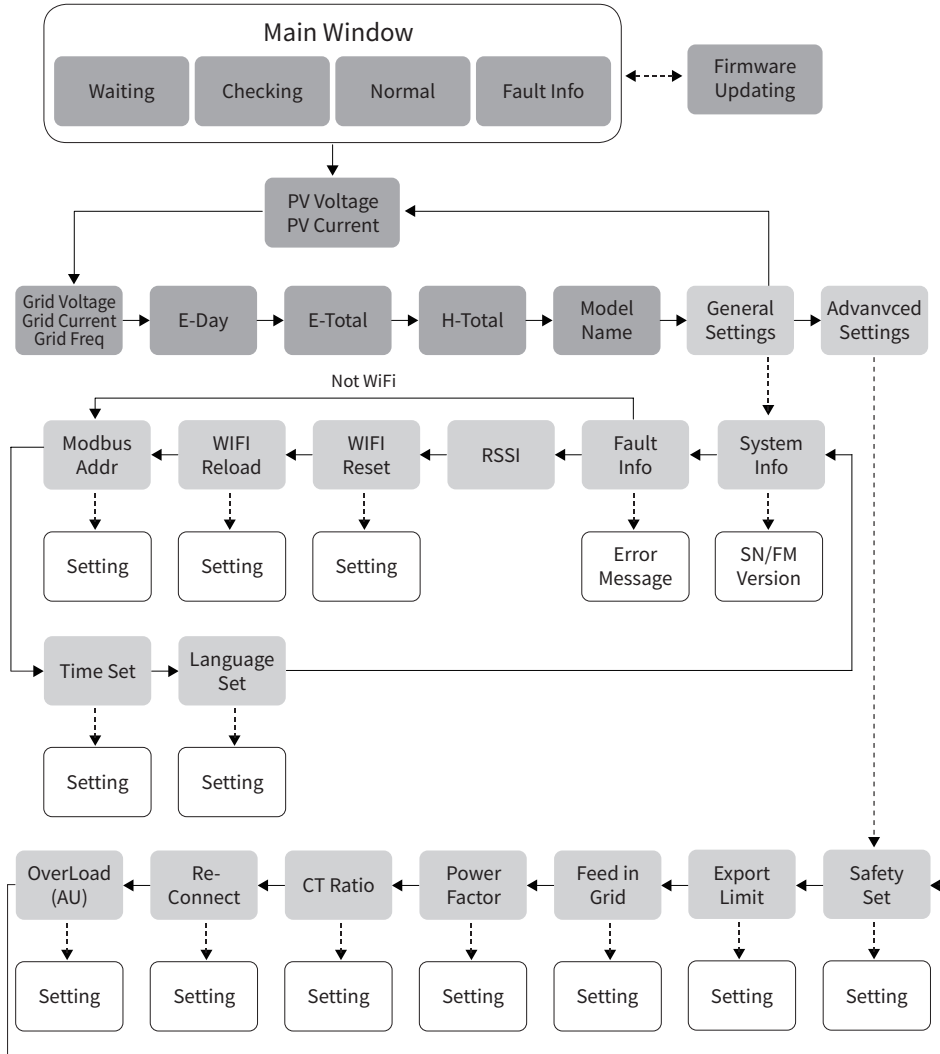 Main Window
Waiting
Checking
Normal
Fault Info
Firmware
Updating
PV Voltage
PV Current
Grid Voltage
Grid Current
Grid Freq
E-Day
E-Total
H-Total
Model
Name
General
Settings
Advanvced
Settings
Not WiFi
Modbus
Addr
WIFI
Reload
WIFI
Reset
RSSI
Fault
Info
System
Info
Setting
Setting
Setting
Error
Message
SN/FM
Version
Time Set
Language
Set
Setting
Setting
OverLoad
(AU)
Re-
Connect
CT Ratio
Power
Factor
Feed in
Grid
Export
Limit
Safety
Set
Setting
Setting
Setting
Setting
Setting
Setting
Setting